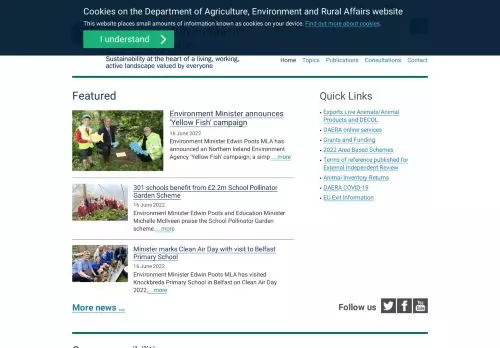 Cookies on the Department of Agriculture, Environment and Rural Affairs website
This website places small amounts of information known as cookies on your device. Find out more about cookies.
I understand
Sustainability at the heart of a living, working,
active landscape valued by everyone
Home Topics Publications Consultations Contact
Featured
Environment Minister announces
'Yellow Fish' campaign
16 June 2022
Environment Minister Edwin Poots MLA has
announced an Northern Ireland Environment
Agency 'Yellow Fish' campaign, a simp ... more
301 schools benefit from £2.2m School Pollinator
Garden Scheme
16 June 2022
Environment Miniuter Edwin Poots and Education Minister
Michelle McIlveen praise the School Pollinator
Garden scheme.... more
Minister marks Clean Air Day with visit to Belfast
Primary School
16 June 2022
Environment Minister Edwin Poots MLA has visited
Knockbreda Primary School in Belfast on Clean Air Day
2022,... more
More news ...
Quick Links
Exports Live Animals/Animal
Products and DECOL
DAERA online services
Grants and Funding
2022 Area Based Schemes
Terms of reference published for
External Independent Review
Animal Inventory Returns
DAERA COVID-19
EU Exit Information
Follow us